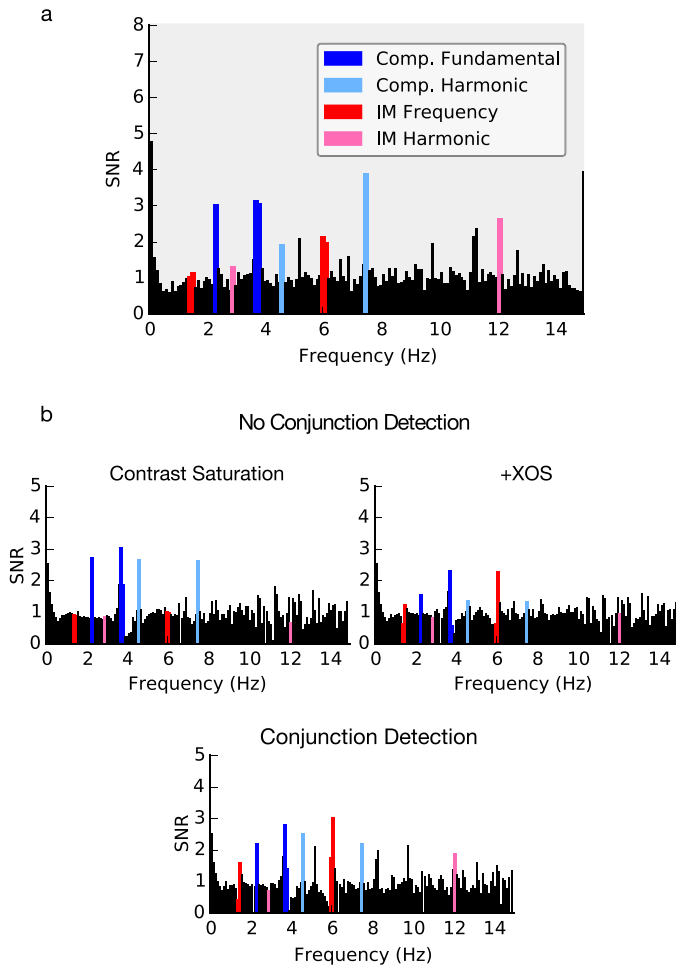 a
8
7
6
5
4
3
2
1
0
SNR
Comp. Fundamental
Comp. Harmonic
IM Frequency
IM Harmonic
0 2 4 6 8 10 12 14
Frequency (Hz)
b
No Conjunction Detection
Contrast Saturation
5
4
3
2
1
0
SNR
0 2 4 6 8 10 12 14
Frequency (Hz)
+XOS
5
4
3
2
1
0
0 2 4 6 8 10 12 14
Frequency (Hz)
Conjunction Detection
5
4
3
2
1
0
SNR
0 2 4 6 8 10 12 14
Frequency (Hz)